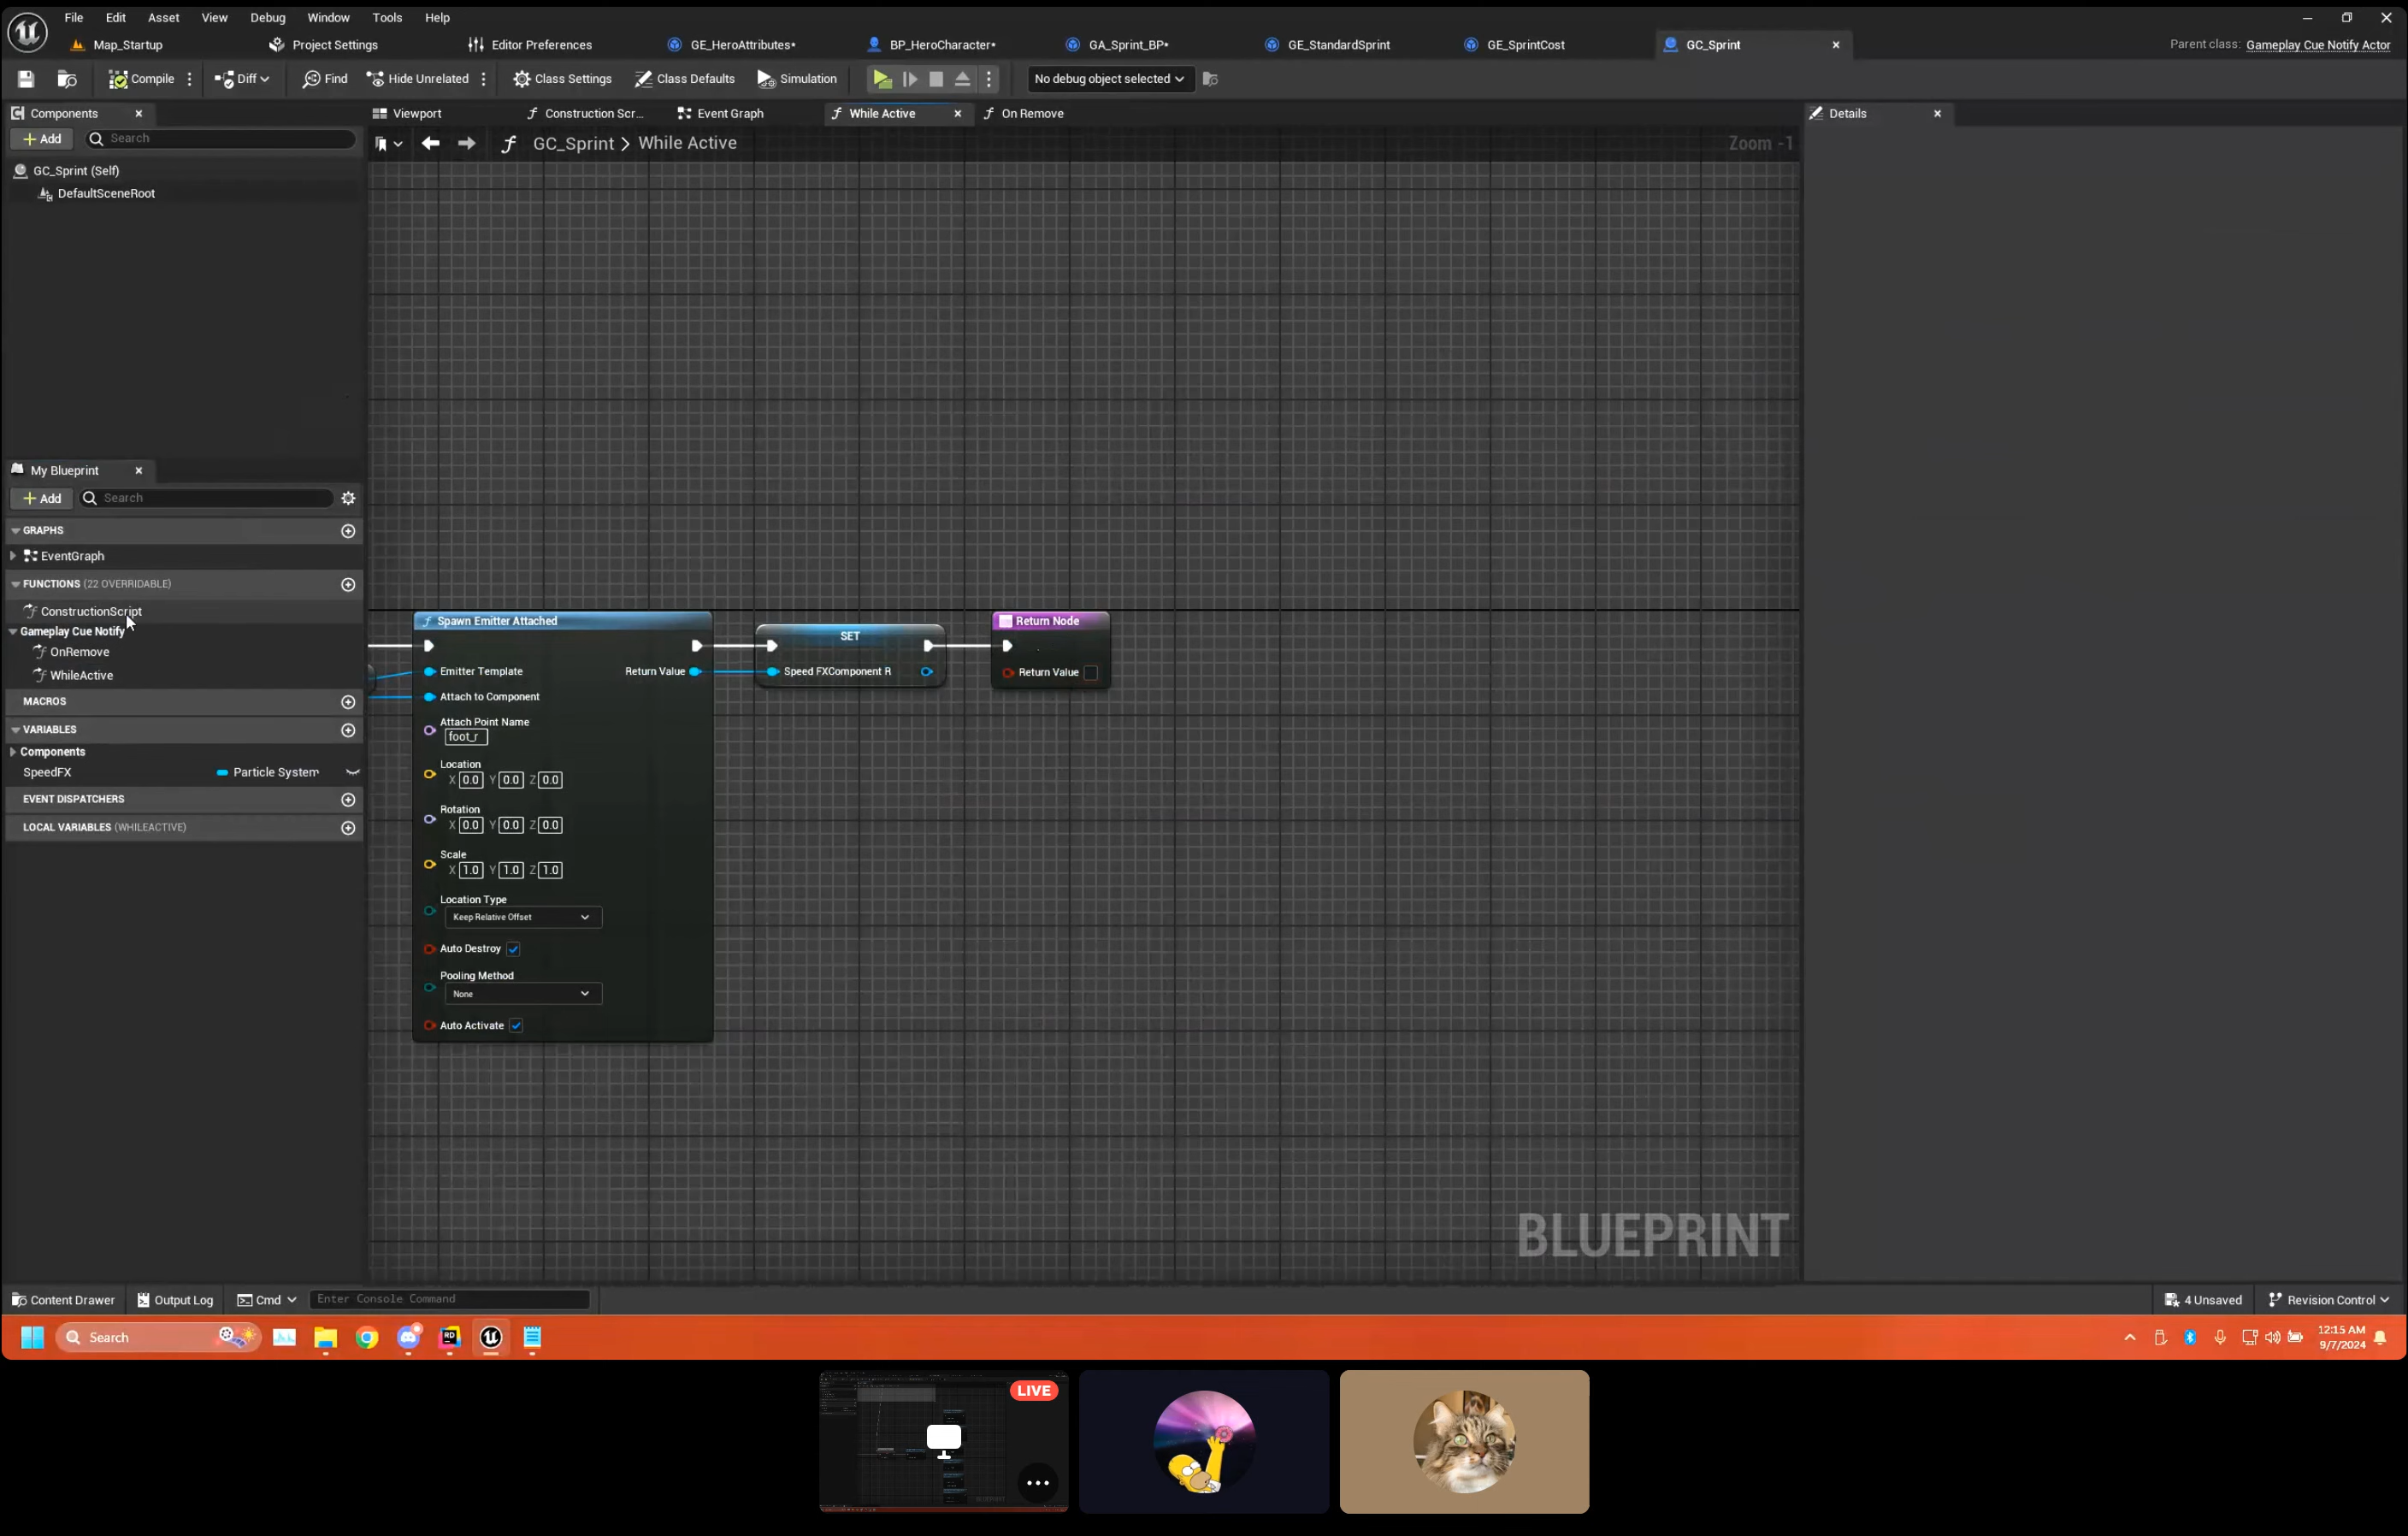 File Edit Asset View Debug Window Tools Help
Map_Startup Project Settings Editor Preferences GE_HeroAttributes* BP_HeroCharacter* GA_Sprint_BP* GE_StandardSprint GE_SprintCost GC_Sprint Parent class: Gameplay Cue Notify Actor
Compile Diff Find Hide Unrelated Class Settings Class Defaults Simulation No debug object selected
Components Viewport Construction Scr... Event Graph While Active On Remove Details
Add Search
GC_Sprint > While Active Zoom -1
GC_Sprint (Self)
DefaultSceneRoot
My Blueprint
Add Search
GRAPHS
EventGraph
FUNCTIONS (22 OVERRIDABLE)
ConstructionScript
Gameplay Cue Notify
OnRemove
WhileActive
MACROS
VARIABLES
Components
SpeedFX Particle System
EVENT DISPATCHERS
LOCAL VARIABLES (WHILEACTIVE)
Spawn Emitter Attached
Emitter Template Return Value
Attach to Component
Attach Point Name
foot_r
Location
X 0.0 Y 0.0 Z 0.0
Rotation
X 0.0 Y 0.0 Z 0.0
Scale
X 1.0 Y 1.0 Z 1.0
Location Type
Keep Relative Offset
Auto Destroy
Pooling Method
None
Auto Activate
SET
Speed FXComponent R
Return Node
Return Value
BLUEPRINT
Content Drawer Output Log Cmd Enter Console Command 4 Unsaved Revision Control
Search RD 12:15 AM
9/7/2024
LIVE